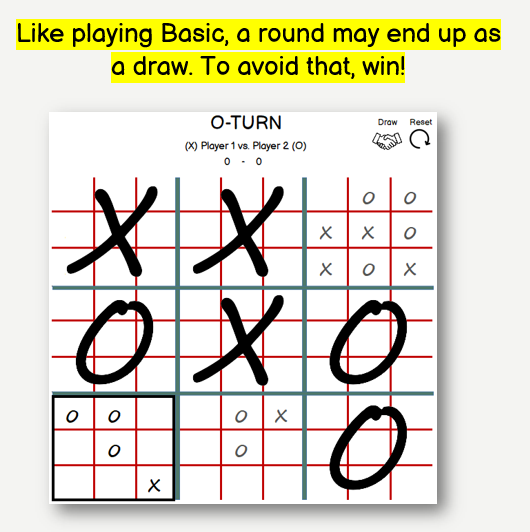 Like playing Basic, a round may end up as
a draw. To avoid that, win!
O-TURN
Draw Reset
(X) Player 1 vs. Player 2 (O)
0 - 0
X X
O O
X X O
X O X
O X O
O O
O
X
O X
O
O